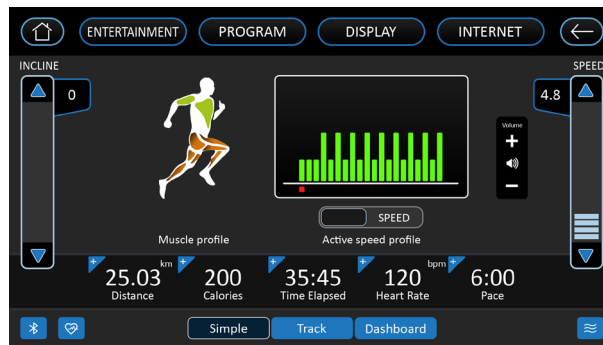 ENTERTAINMENT PROGRAM DISPLAY INTERNET
INCLINE SPEED
0 4.8
Volume
SPEED
Muscle profile Active speed profile
km bpm
25.03 200 35:45 120 6:00
Distance Calories Time Elapsed Heart Rate Pace
Simple Track Dashboard